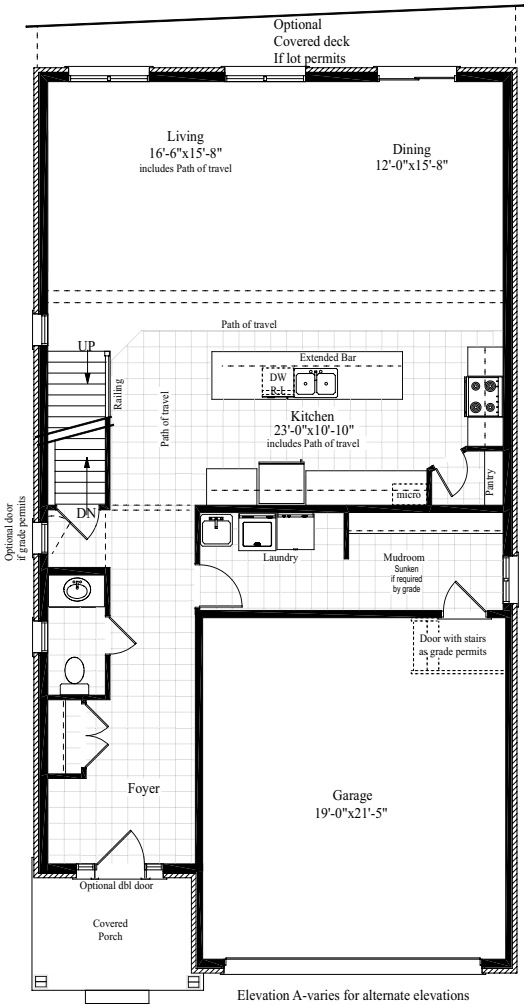 Optional
Covered deck
If lot permits
Living
16'-6"x15'-8"
includes Path of travel
Dining
12'-0"x15'-8"
Path of travel
UP
Railing
Extended Bar
DW
R-I
Path of travel
Kitchen
23'-0"x10'-10"
includes Path of travel
micro
Pantry
DN
Optional door
if grade permits
Laundry
Mudroom
Sunken
if required
by grade
Door with stairs
as grade permits
Foyer
Garage
19'-0"x21'-5"
Optional dbl door
Covered
Porch
Elevation A-varies for alternate elevations